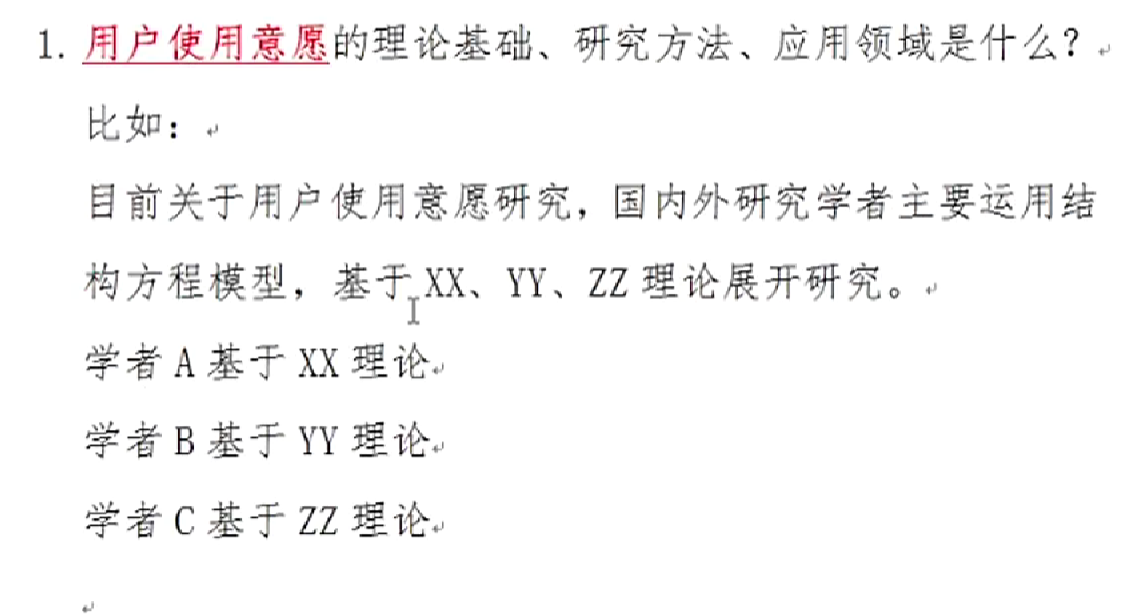 1. 用户使用意愿的理论基础、研究方法、应用领域是什么？
比如：
目前关于用户使用意愿研究，国内外研究学者主要运用结
构方程模型，基于 XX、YY、ZZ 理论展开研究。
学者 A 基于 XX 理论
学者 B 基于 YY 理论
学者 C 基于 ZZ 理论